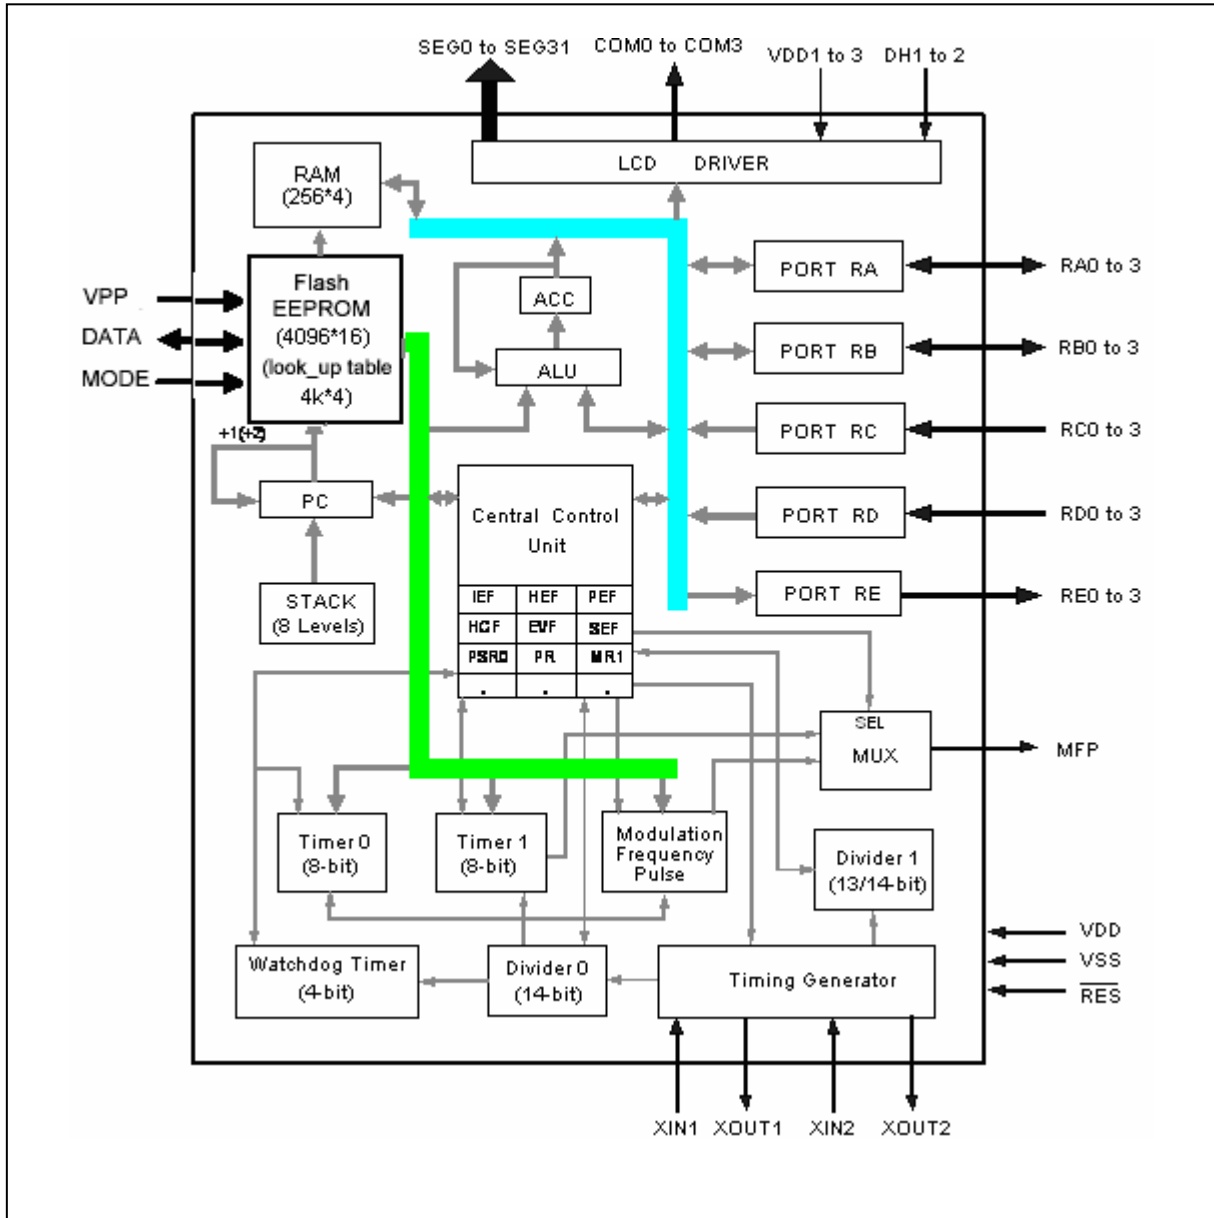 SEG0 to SEG31
COM0 to COM3
VDD1 to 3
DH1 to 2
LCD DRIVER
RAM
(256*4)
Flash
EEPROM
(4096*16)
(look_up table
4k*4)
VPP
DATA
MODE
ACC
ALU
PORT RA
RA0 to 3
PORT RB
RB0 to 3
PORT RC
RC0 to 3
PORT RD
RD0 to 3
PORT RE
RE0 to 3
+1(+2)
PC
STACK
(8 Levels)
Central Control
Unit
IEF HEF PEF
HCF EVF SEF
PSR0 PR MR1
. . .
SEL
MUX
MFP
Timer 0
(8-bit)
Timer 1
(8-bit)
Modulation
Frequency
Pulse
Divider 1
(13/14-bit)
Watchdog Timer
(4-bit)
Divider 0
(14-bit)
Timing Generator
VDD
VSS
RES
XIN1
XOUT1
XIN2
XOUT2